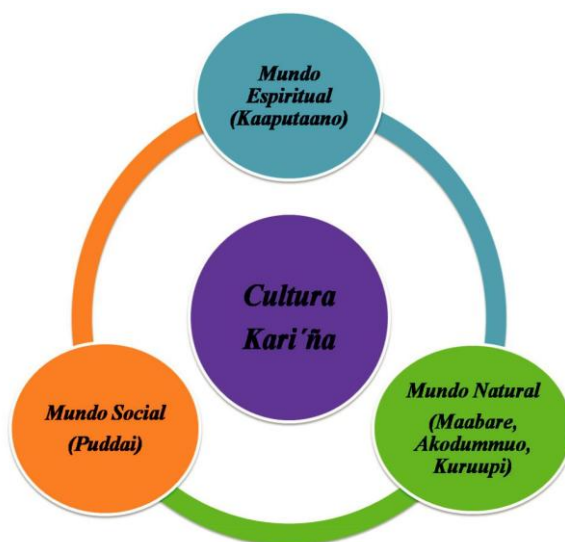 Mundo
Espiritual
(Kaaputaano)
Cultura
Kari´ña
Mundo Social
(Puddai)
Mundo Natural
(Maabare,
Akodummuo,
Kuruupi)